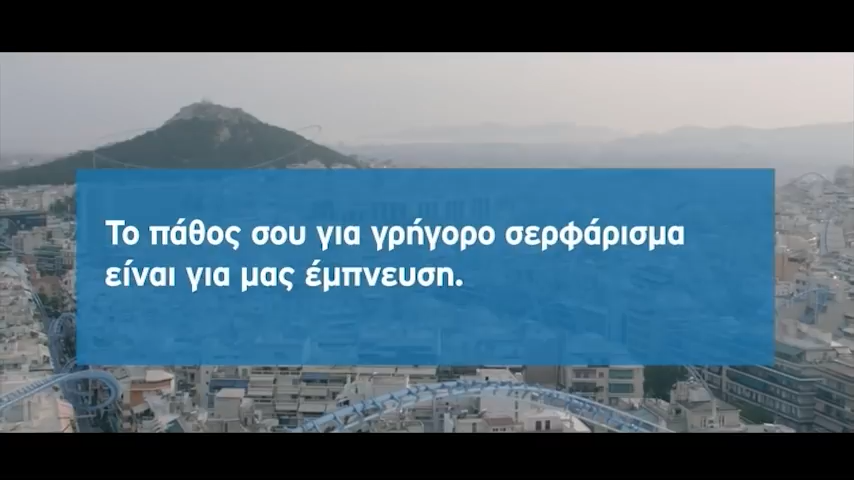 Το πάθος σου για γρήγορο σερφάρισμα
είναι για μας έμπνευση.